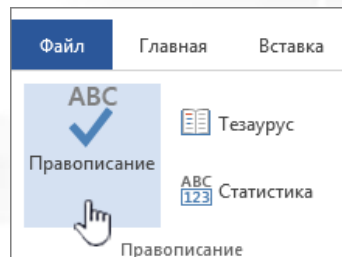 Файл Главная Вставка
ABC
Правописание
Тезаурус
ABC
123 Статистика
Правописание